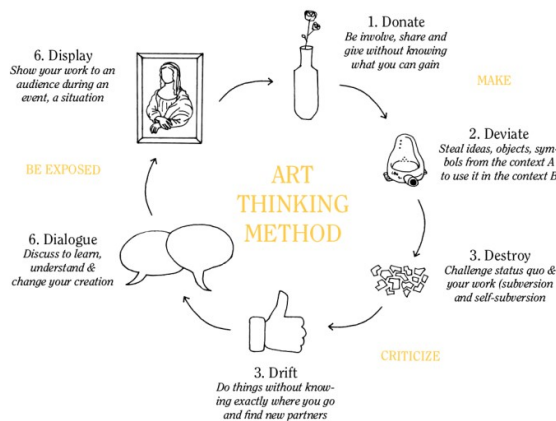 1. Donate
Be involve, share and
give without knowing
what you can gain
MAKE
2. Deviate
Steal ideas, objects, sym-
bols from the context A
to use it in the context B
3. Destroy
Challenge status quo &
your work (subversion
and self-subversion
CRITICIZE
3. Drift
Do things without know-
ing exactly where you go
and find new partners
6. Dialogue
Discuss to learn,
understand &
change your creation
BE EXPOSED
6. Display
Show your work to an
audience during an
event, a situation
ART
THINKING
METHOD